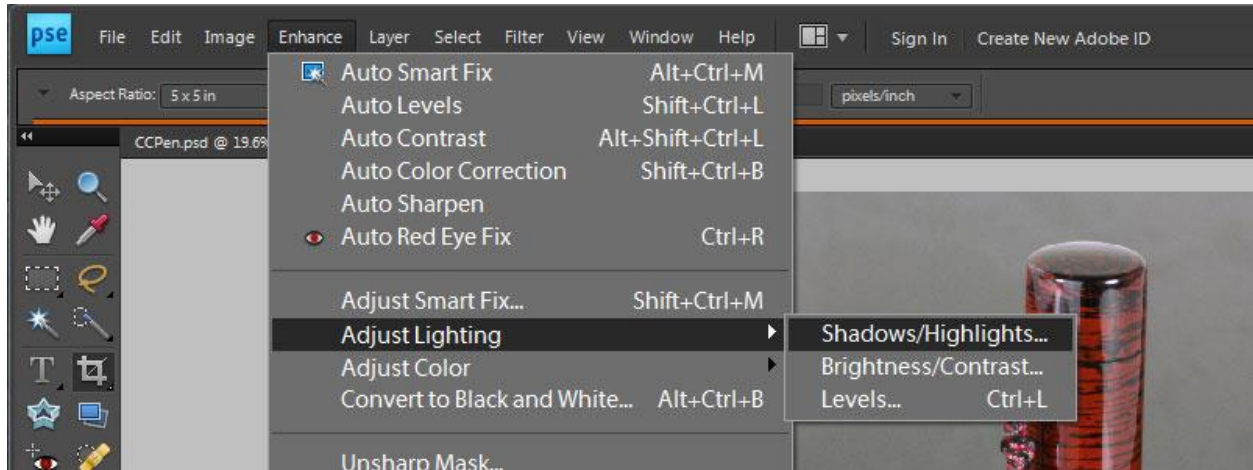 pse File Edit Image Enhance Layer Select Filter View Window Help Sign In Create New Adobe ID
Aspect Ratio: 5 x 5 in pixels/inch
CCPen.psd @ 19.6%
Auto Smart Fix Alt+Ctrl+M
Auto Levels Shift+Ctrl+L
Auto Contrast Alt+Shift+Ctrl+L
Auto Color Correction Shift+Ctrl+B
Auto Sharpen
Auto Red Eye Fix Ctrl+R
Adjust Smart Fix... Shift+Ctrl+M
Adjust Lighting
Adjust Color
Convert to Black and White... Alt+Ctrl+B
Unsharp Mask...
Shadows/Highlights...
Brightness/Contrast...
Levels... Ctrl+L
T